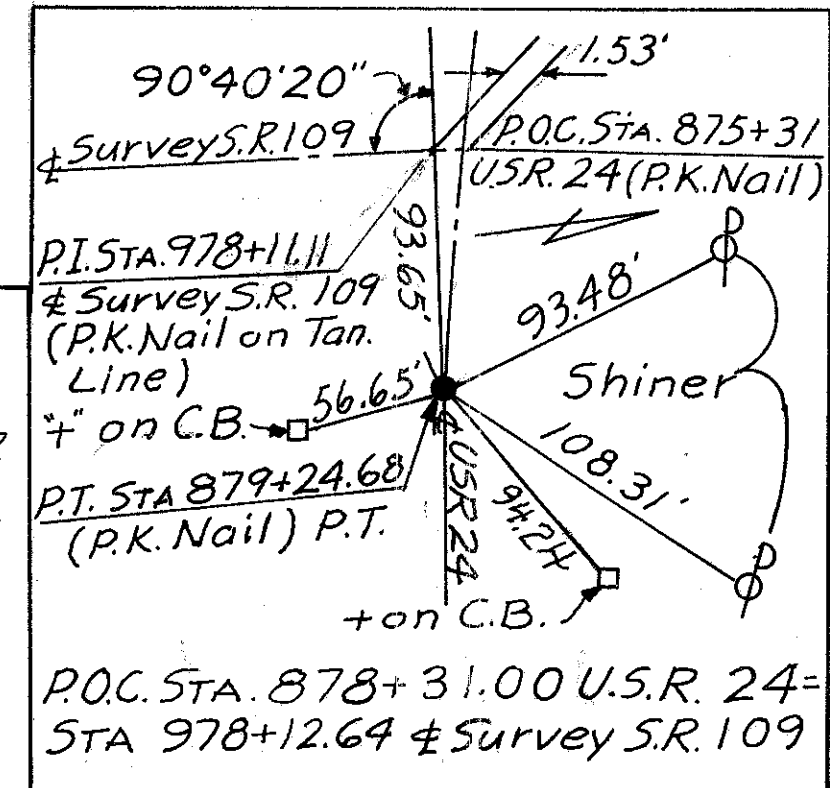 90°40'20"
1.53'
℄ Survey S.R. 109
P.O.C. STA. 875+31
U.S.R. 24 (P.K. Nail)
P.I. STA. 978+11.11
℄ Survey S.R. 109
(P.K. Nail on Tan.
Line)
93.65'
93.48'
Shiner
56.65'
"+" on C.B.
108.31'
P.T. STA 879+24.68
(P.K. Nail) P.T.
℄ USR 24
94.24
+ on C.B.
P.O.C. STA. 878+31.00 U.S.R. 24=
STA 978+12.64 ℄ Survey S.R. 109